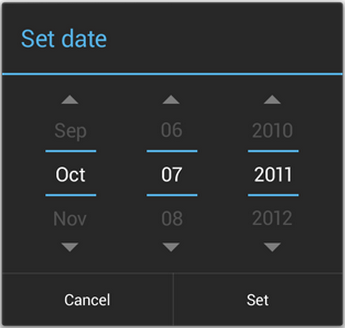 Set date
Sep 06 2010
Oct 07 2011
Nov 08 2012
Cancel Set